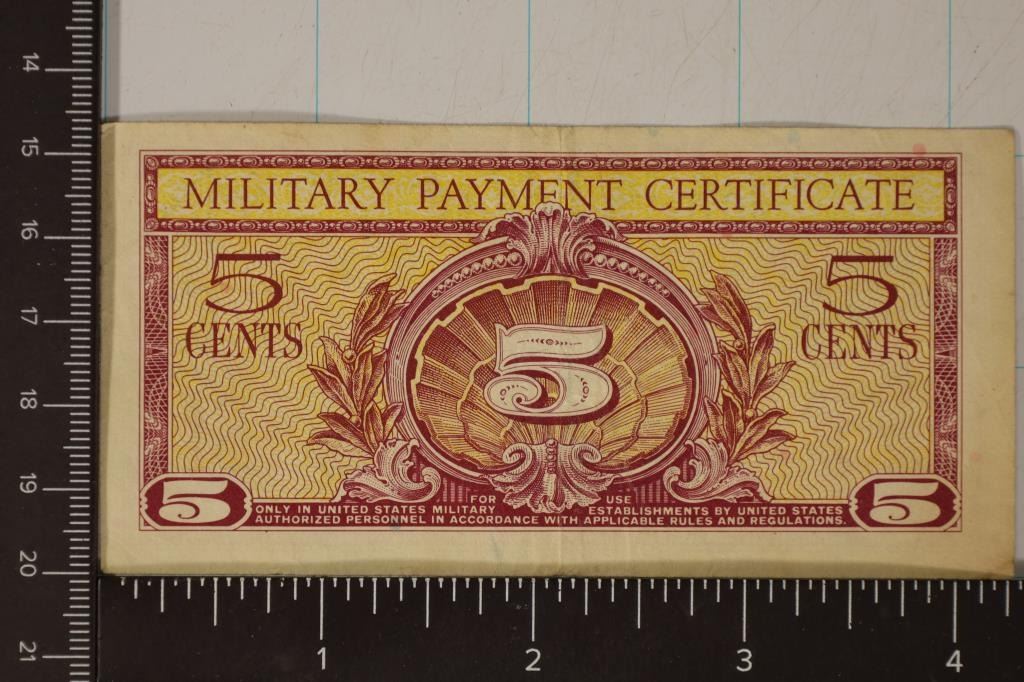 14
15
16
17
18
19
20
21
MILITARY PAYMENT CERTIFICATE
5 5
CENTS CENTS
5
5 5
FOR USE
ONLY IN UNITED STATES MILITARY ESTABLISHMENTS BY UNITED STATES
AUTHORIZED PERSONNEL IN ACCORDANCE WITH APPLICABLE RULES AND REGULATIONS.
1 2 3 4